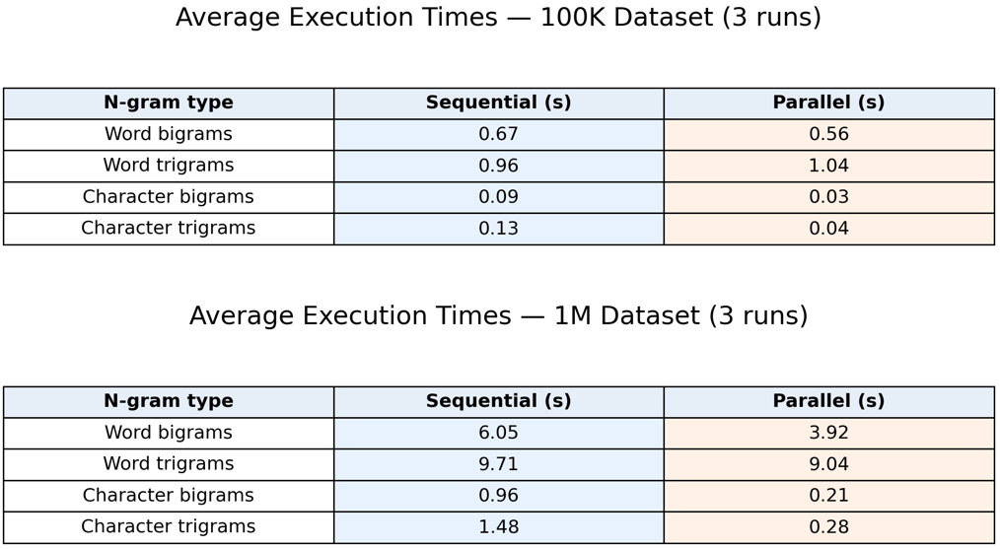 Average Execution Times — 100K Dataset (3 runs)
N-gram type Sequential (s) Parallel (s)
Word bigrams 0.67 0.56
Word trigrams 0.96 1.04
Character bigrams 0.09 0.03
Character trigrams 0.13 0.04
Average Execution Times — 1M Dataset (3 runs)
N-gram type Sequential (s) Parallel (s)
Word bigrams 6.05 3.92
Word trigrams 9.71 9.04
Character bigrams 0.96 0.21
Character trigrams 1.48 0.28